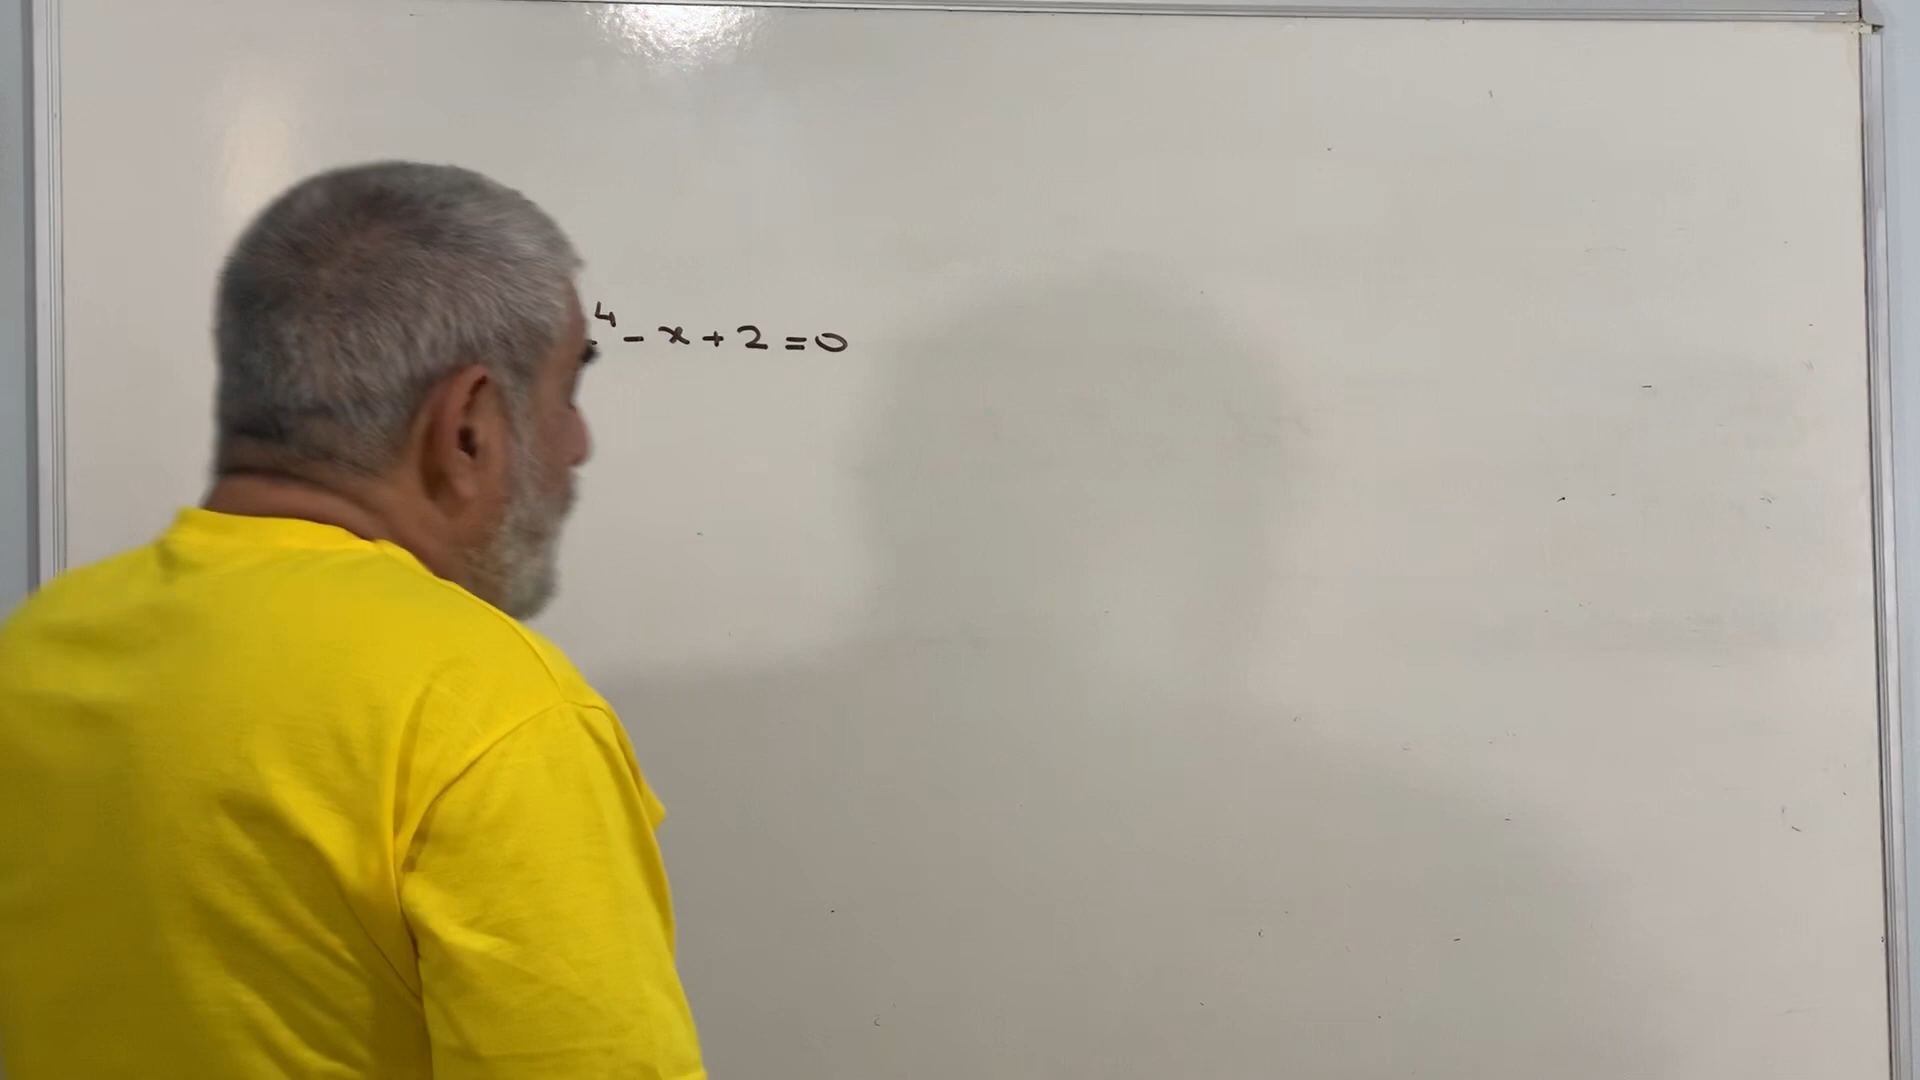 ⁴ - x + 2 = 0